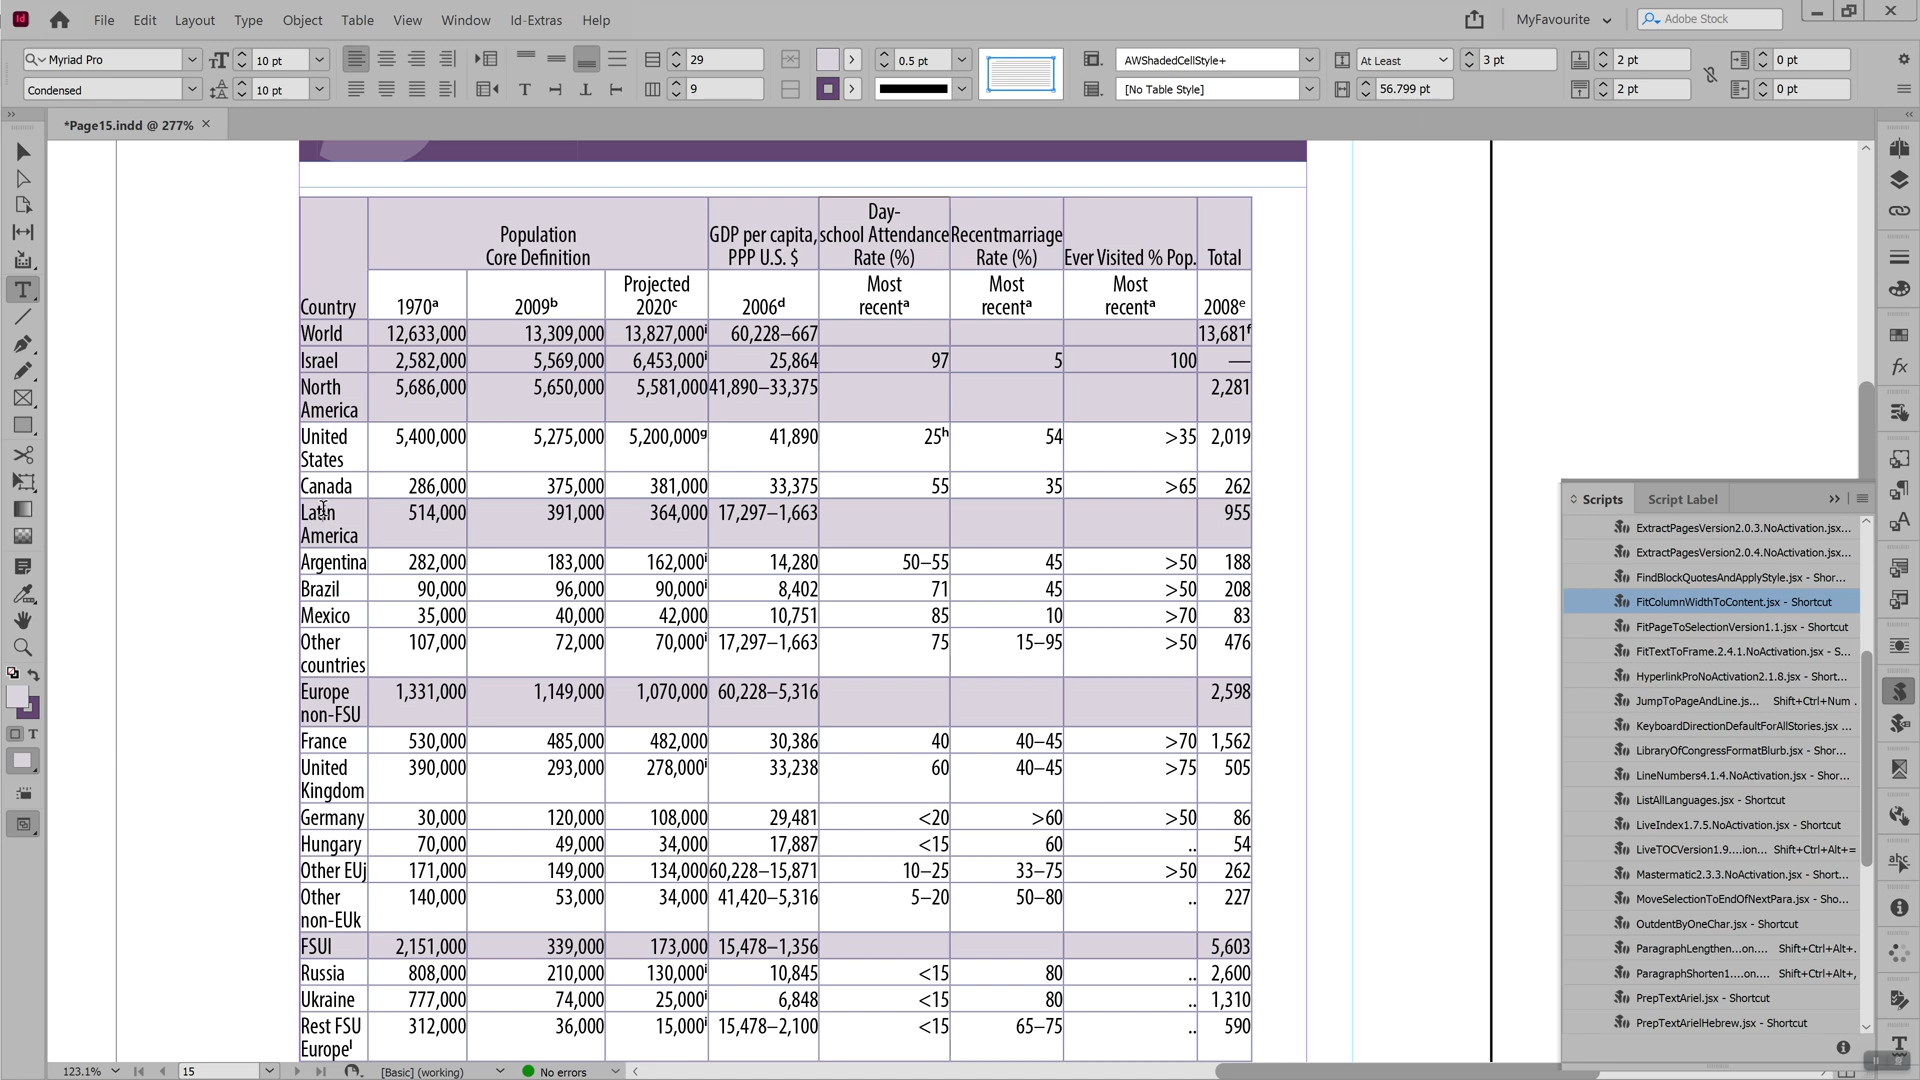 File Edit Layout Type Object Table View Window Id-Extras Help MyFavourite Adobe Stock
Myriad Pro 10 pt 29 0.5 pt AWShadedCellStyle+ At Least 3 pt 2 pt 0 pt
Condensed 10 pt 9 [No Table Style] 56.799 pt 2 pt 0 pt
*Page15.indd @ 277% ×
Day-
Population GDP per capita, school Attendance Recentmarriage
Core Definition PPP U.S. $ Rate (%) Rate (%) Ever Visited % Pop. Total
Projected Most Most Most
Country 1970ᵃ 2009ᵇ 2020ᶜ 2006ᵈ recentᵃ recentᵃ recentᵃ 2008ᵉ
World 12,633,000 13,309,000 13,827,000ⁱ 60,228–667 13,681ᶠ
Israel 2,582,000 5,569,000 6,453,000ⁱ 25,864 97 5 100 —
North 5,686,000 5,650,000 5,581,000 41,890–33,375 2,281
America
United 5,400,000 5,275,000 5,200,000ᵍ 41,890 25ʰ 54 >35 2,019
States
Canada 286,000 375,000 381,000 33,375 55 35 >65 262
Latin 514,000 391,000 364,000 17,297–1,663 955
America
Argentina 282,000 183,000 162,000ⁱ 14,280 50–55 45 >50 188
Brazil 90,000 96,000 90,000ⁱ 8,402 71 45 >50 208
Mexico 35,000 40,000 42,000 10,751 85 10 >70 83
Other 107,000 72,000 70,000ⁱ 17,297–1,663 75 15–95 >50 476
countries
Europe 1,331,000 1,149,000 1,070,000 60,228–5,316 2,598
non-FSU
France 530,000 485,000 482,000 30,386 40 40–45 >70 1,562
United 390,000 293,000 278,000ⁱ 33,238 60 40–45 >75 505
Kingdom
Germany 30,000 120,000 108,000 29,481 <20 >60 >50 86
Hungary 70,000 49,000 34,000 17,887 <15 60 .. 54
Other EUj 171,000 149,000 134,000 60,228–15,871 10–25 33–75 >50 262
Other 140,000 53,000 34,000 41,420–5,316 5–20 50–80 .. 227
non-EUk
FSUl 2,151,000 339,000 173,000 15,478–1,356 5,603
Russia 808,000 210,000 130,000ⁱ 10,845 <15 80 .. 2,600
Ukraine 777,000 74,000 25,000ⁱ 6,848 <15 80 .. 1,310
Rest FSU 312,000 36,000 15,000ⁱ 15,478–2,100 <15 65–75 .. 590
Europeˡ
Scripts Script Label
ExtractPagesVersion2.0.3.NoActivation.jsx...
ExtractPagesVersion2.0.4.NoActivation.jsx...
FindBlockQuotesAndApplyStyle.jsx - Shor...
FitColumnWidthToContent.jsx - Shortcut
FitPageToSelectionVersion1.1.jsx - Shortcut
FitTextToFrame.2.4.1.NoActivation.jsx - S...
HyperlinkProNoActivation2.1.8.jsx - Short...
JumpToPageAndLine.js... Shift+Ctrl+Num .
KeyboardDirectionDefaultForAllStories.jsx ...
LibraryOfCongressFormatBlurb.jsx - Shor...
LineNumbers4.1.4.NoActivation.jsx - Shor...
ListAllLanguages.jsx - Shortcut
LiveIndex1.7.5.NoActivation.jsx - Shortcut
LiveTOCVersion1.9....ion... Shift+Ctrl+Alt+=
Mastermatic2.3.3.NoActivation.jsx - Short...
MoveSelectionToEndOfNextPara.jsx - Sho...
OutdentByOneChar.jsx - Shortcut
ParagraphLengthen...on.... Shift+Ctrl+Alt+.
ParagraphShorten1....on.... Shift+Ctrl+Alt+,
PrepTextAriel.jsx - Shortcut
PrepTextArielHebrew.jsx - Shortcut
123.1% 15 [Basic] (working) No errors